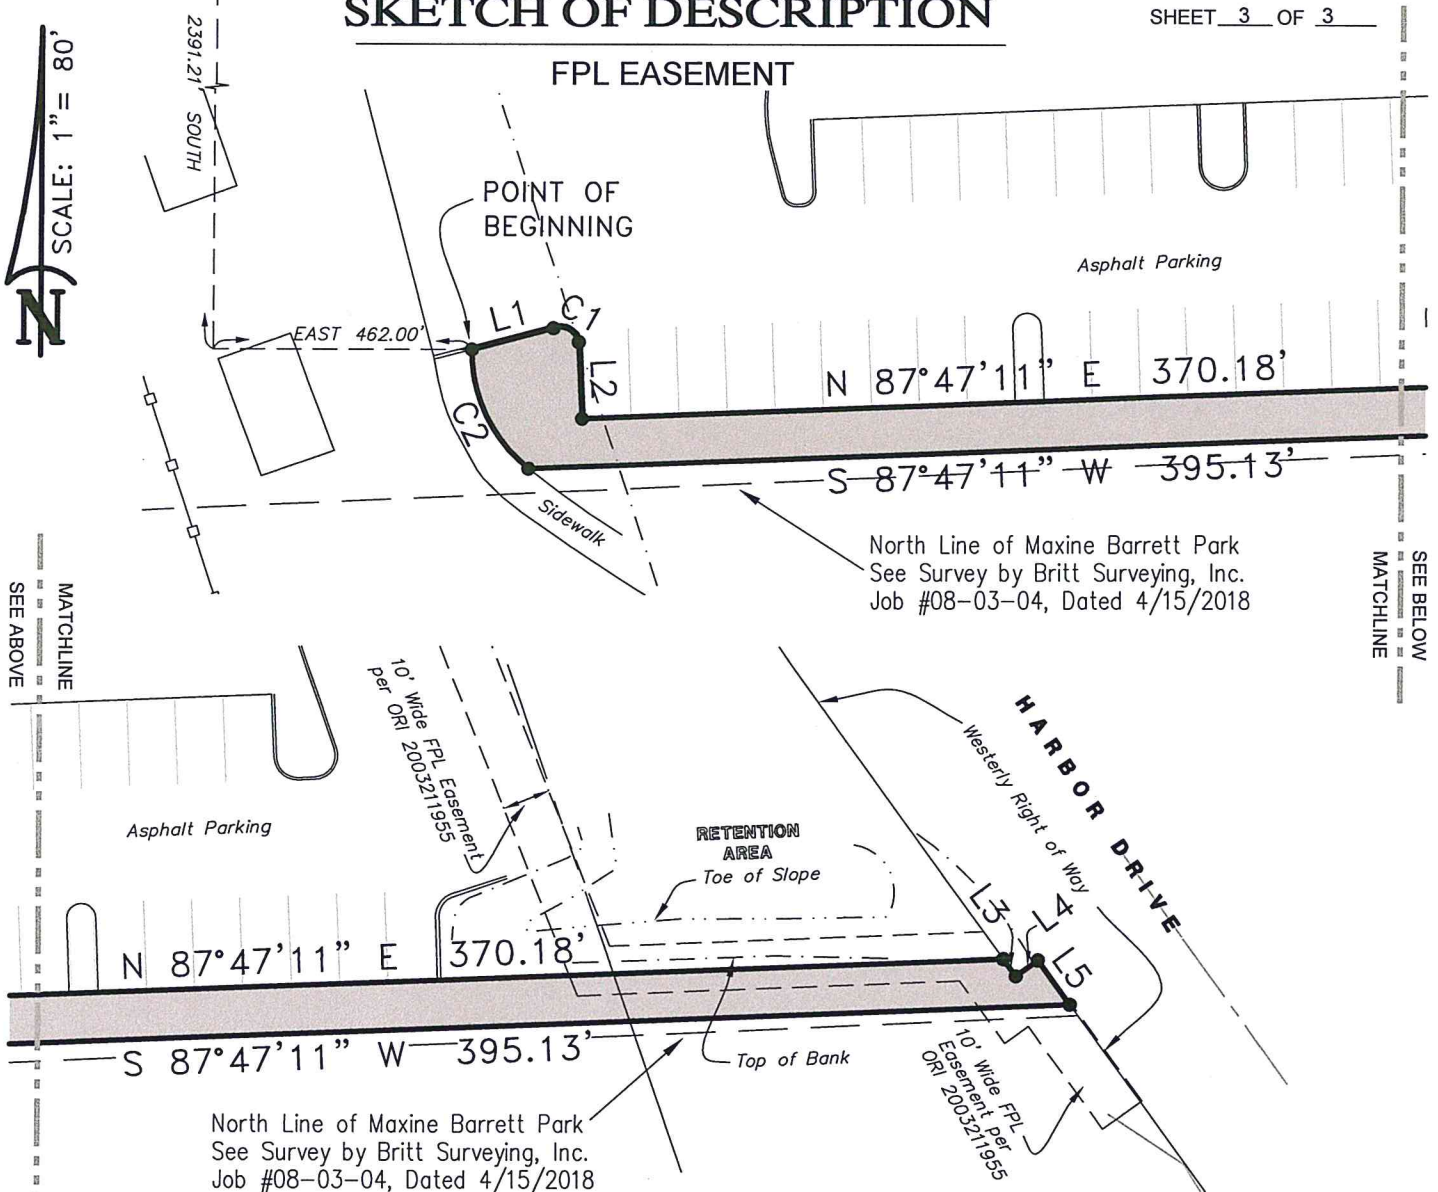 SKETCH OF DESCRIPTION
SHEET 3 OF 3
FPL EASEMENT
SCALE: 1"= 80'
N
2391.21' SOUTH
POINT OF
BEGINNING
Asphalt Parking
EAST 462.00'
L1
C1
L2
C2
N 87°47'11" E 370.18'
S 87°47'11" W 395.13'
Sidewalk
North Line of Maxine Barrett Park
See Survey by Britt Surveying, Inc.
Job #08-03-04, Dated 4/15/2018
MATCHLINE
SEE BELOW
SEE ABOVE
MATCHLINE
10' Wide FPL Easement
per ORI 2003211955
Asphalt Parking
RETENTION
AREA
Toe of Slope
Westerly Right of Way
HARBOR DRIVE
L3
L4
L5
N 87°47'11" E 370.18'
S 87°47'11" W 395.13'
Top of Bank
10' Wide FPL
Easement per
ORI 2003211955
North Line of Maxine Barrett Park
See Survey by Britt Surveying, Inc.
Job #08-03-04, Dated 4/15/2018